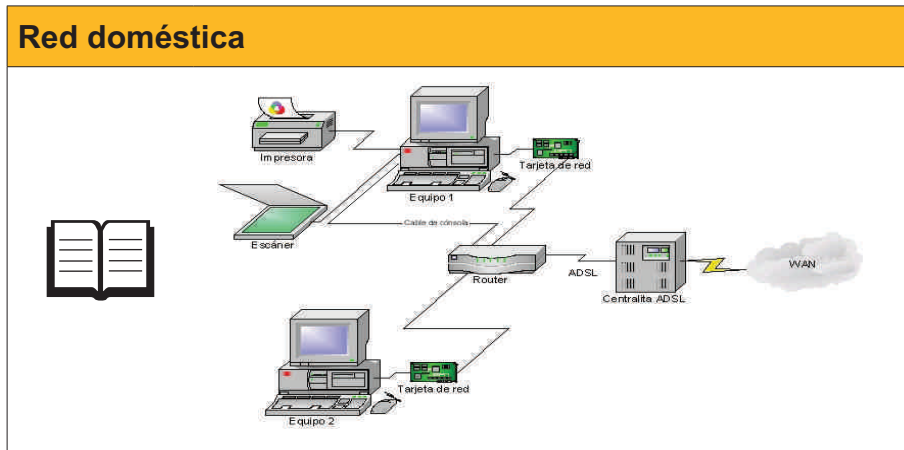 Red doméstica
Impresora
Tarjeta de red
Equipo 1
Cable de cónsola
Escáner
Router
ADSL
WAN
Centralita ADSL
Tarjeta de red
Equipo 2